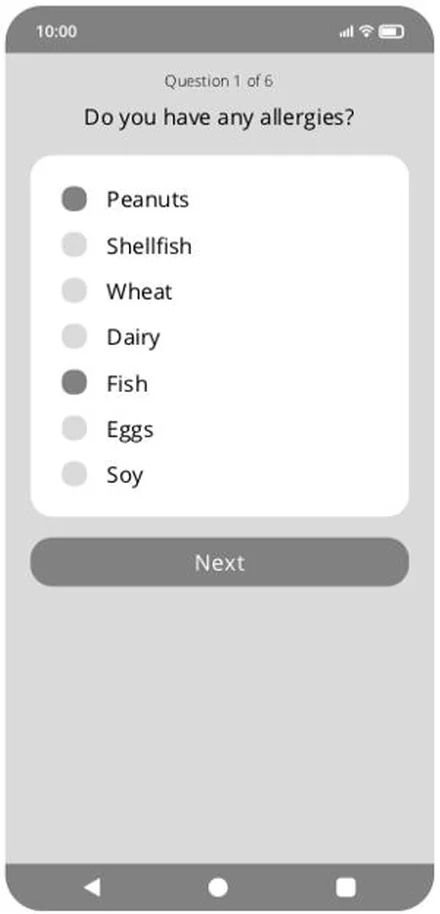 10:00
Question 1 of 6
Do you have any allergies?
Peanuts
Shellfish
Wheat
Dairy
Fish
Eggs
Soy
Next